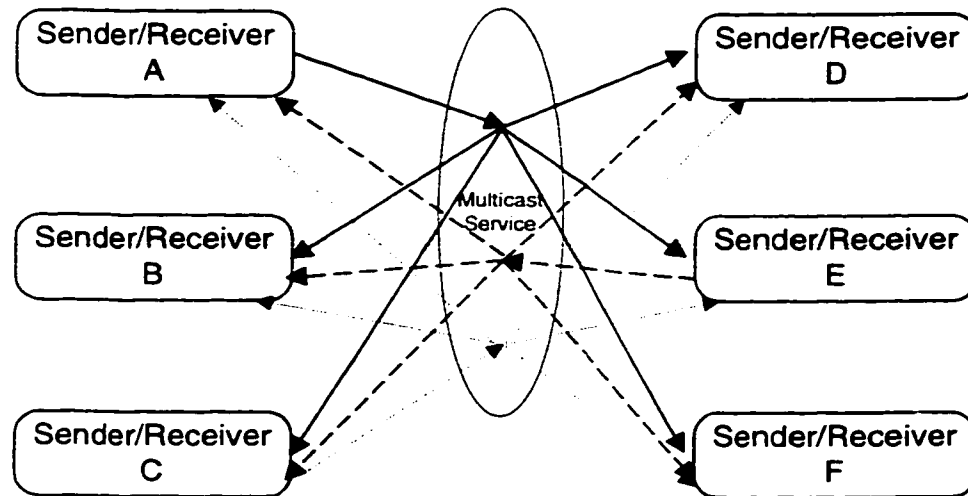 Sender/Receiver
A
Sender/Receiver
D
Multicast
Service
Sender/Receiver
B
Sender/Receiver
E
Sender/Receiver
C
Sender/Receiver
F